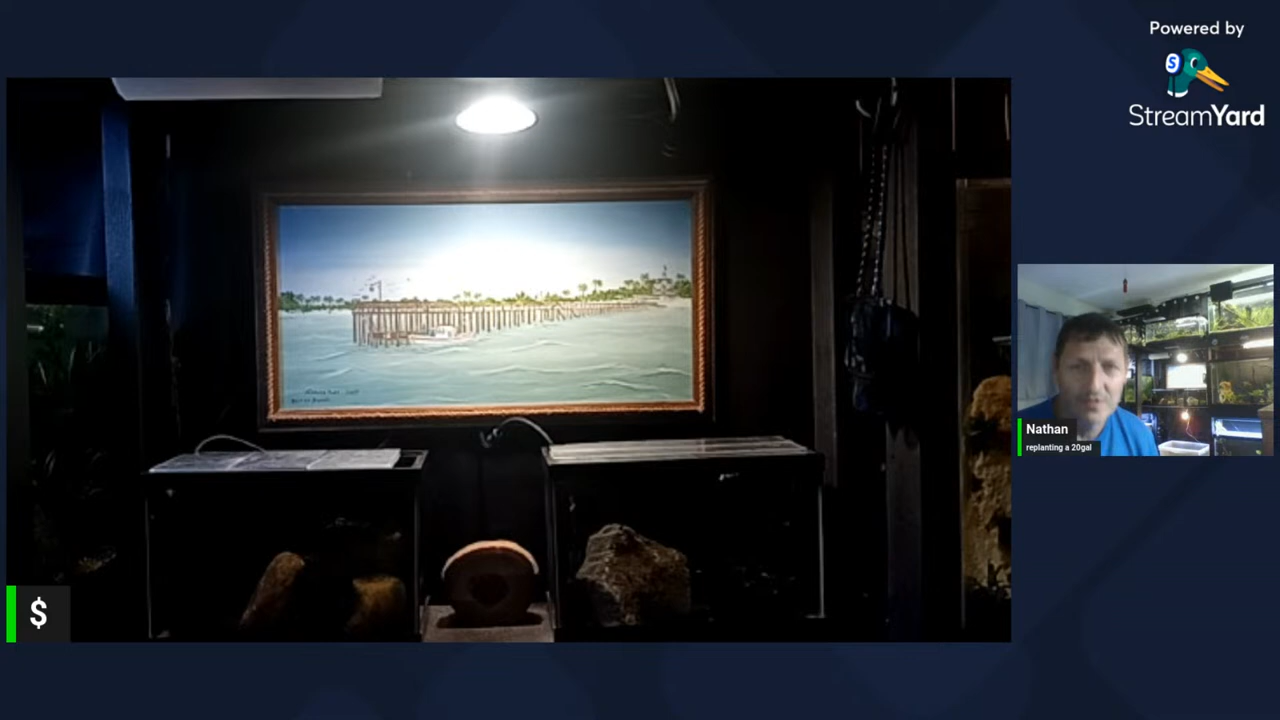 Powered by
S
StreamYard
Nathan
replanting a 20gal
$